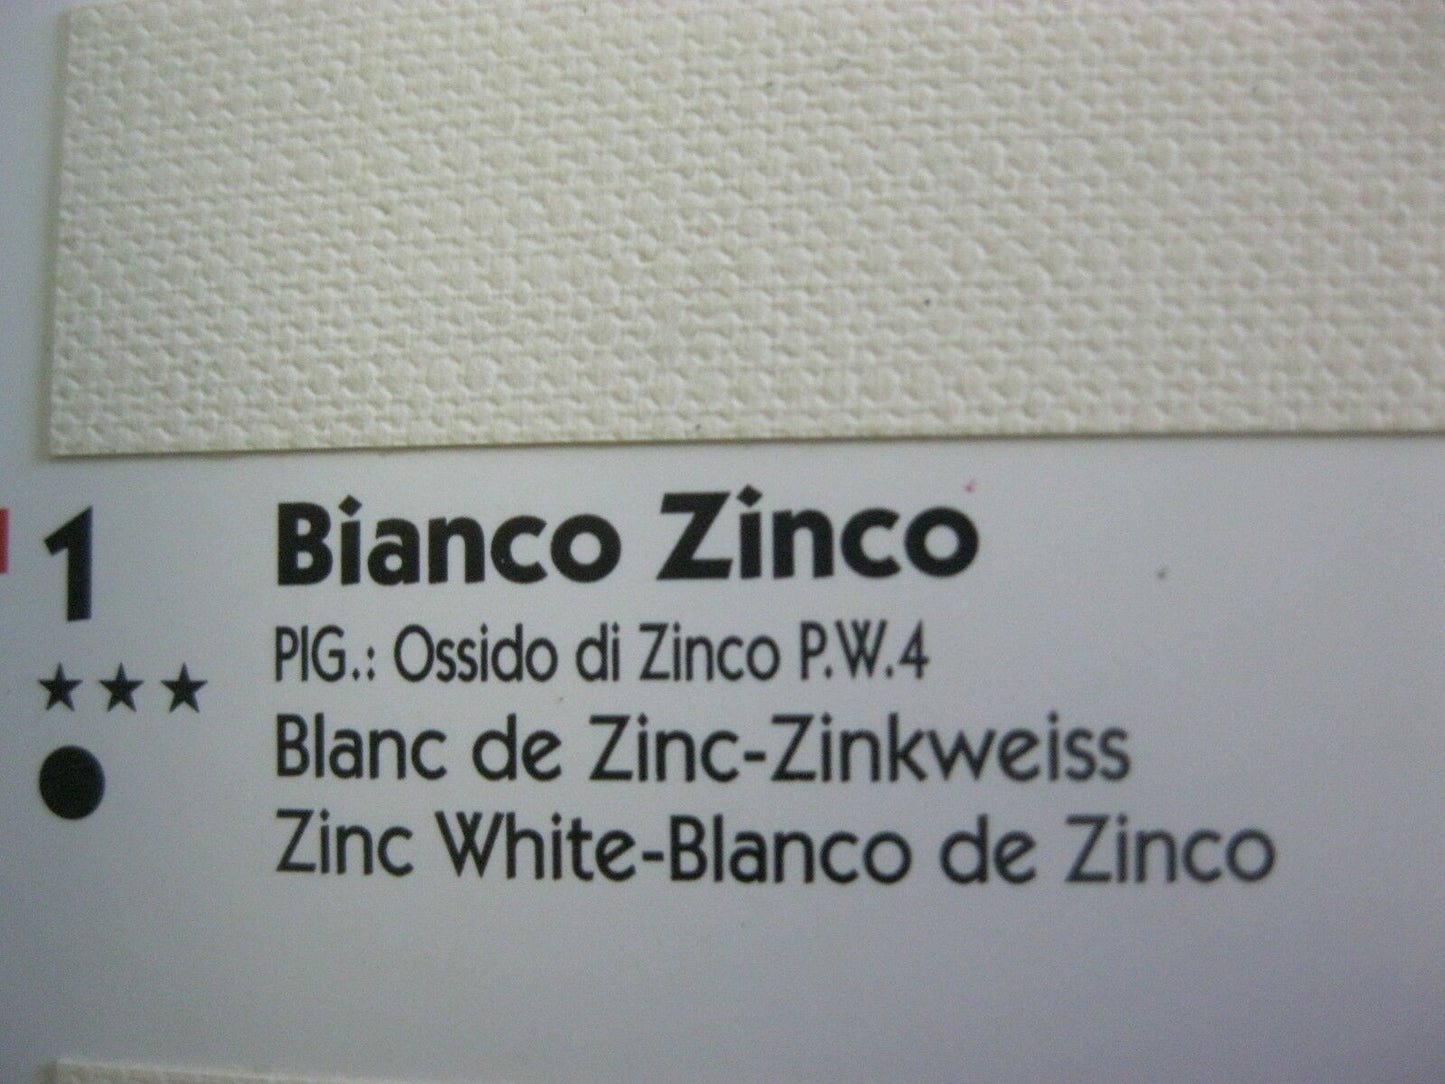 1 Bianco Zinco
PIG.: Ossido di Zinco P.W.4
Blanc de Zinc-Zinkweiss
Zinc White-Blanco de Zinco